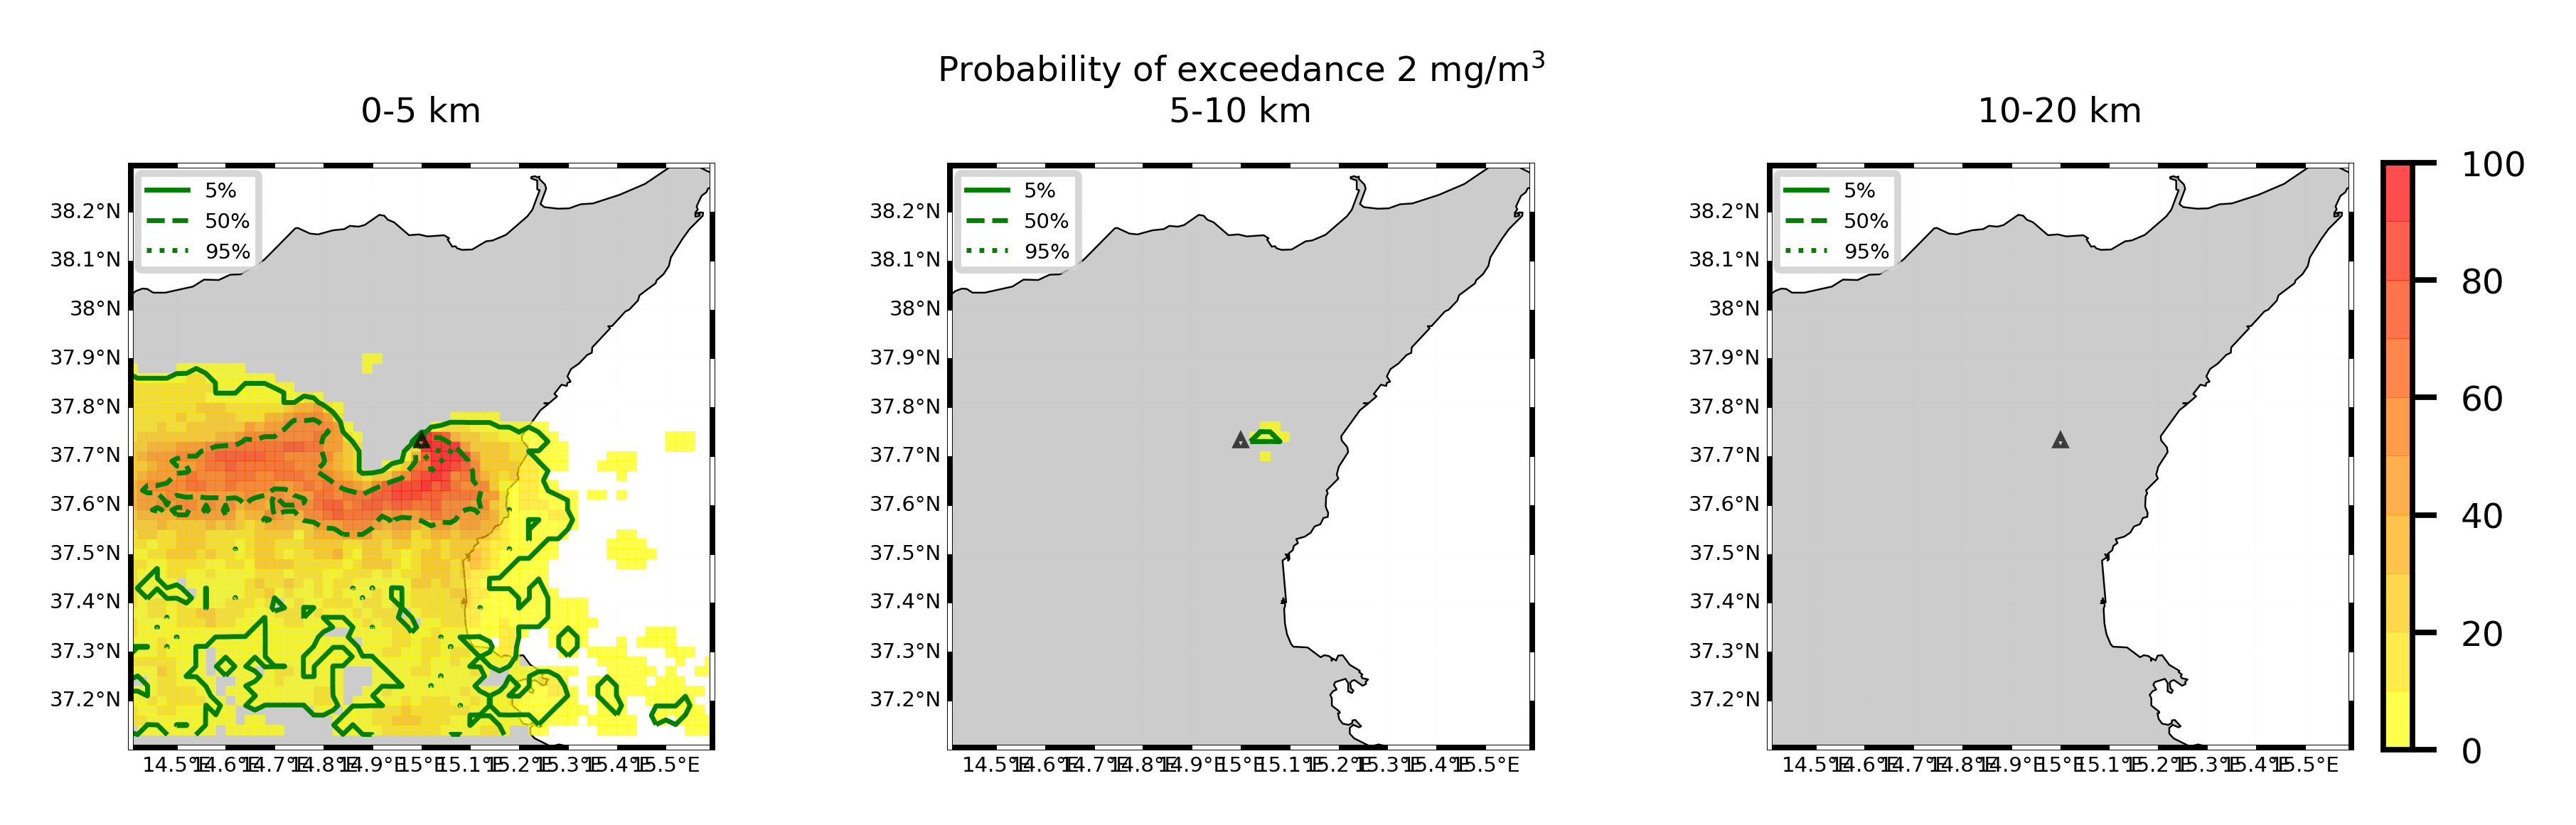 Probability of exceedance 2 mg/m³
0-5 km
5%
50%
95%
38.2°N
38.1°N
38°N
37.9°N
37.8°N
37.7°N
37.6°N
37.5°N
37.4°N
37.3°N
37.2°N
14.5°E 14.6°E 14.7°E 14.8°E 14.9°E 15°E 15.1°E 15.2°E 15.3°E 15.4°E 15.5°E
5-10 km
5%
50%
95%
38.2°N
38.1°N
38°N
37.9°N
37.8°N
37.7°N
37.6°N
37.5°N
37.4°N
37.3°N
37.2°N
14.5°E 14.6°E 14.7°E 14.8°E 14.9°E 15°E 15.1°E 15.2°E 15.3°E 15.4°E 15.5°E
10-20 km
5%
50%
95%
38.2°N
38.1°N
38°N
37.9°N
37.8°N
37.7°N
37.6°N
37.5°N
37.4°N
37.3°N
37.2°N
14.5°E 14.6°E 14.7°E 14.8°E 14.9°E 15°E 15.1°E 15.2°E 15.3°E 15.4°E 15.5°E
100
80
60
40
20
0